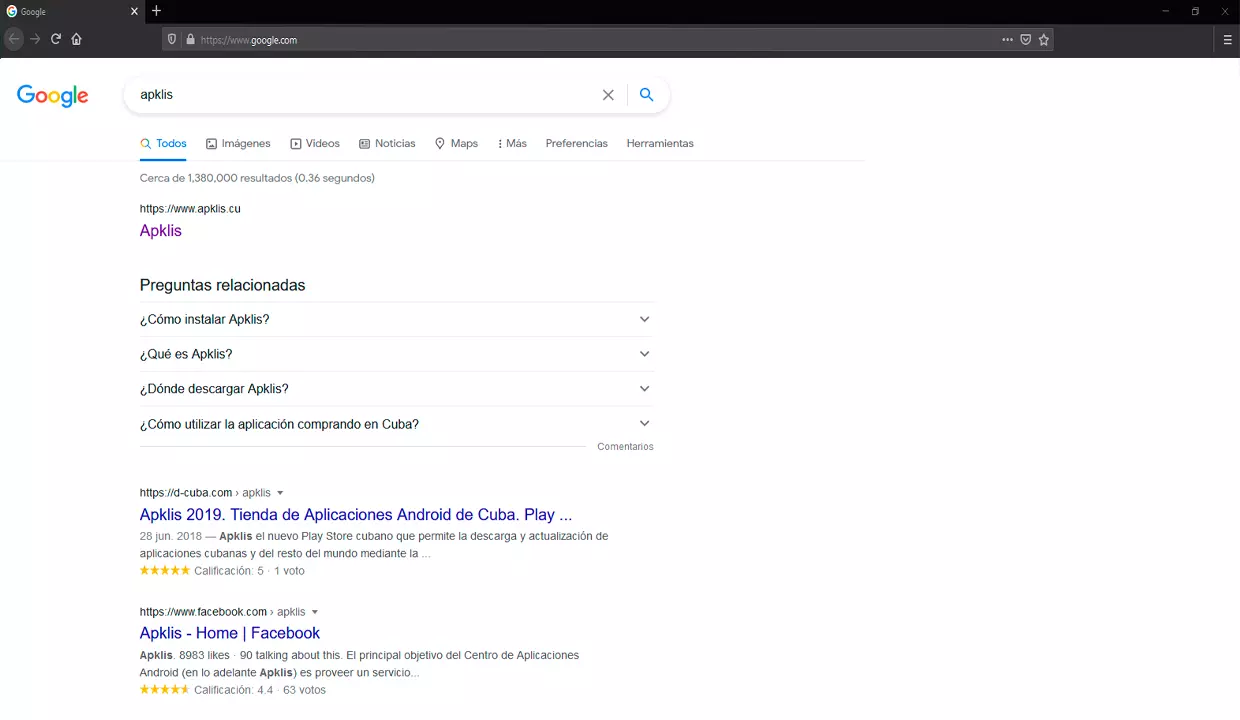 Google
https://www.google.com
Google
apklis
Todos
Imágenes
Vídeos
Noticias
Maps
Más
Preferencias
Herramientas
Cerca de 1,380,000 resultados (0.36 segundos)
https://www.apklis.cu
Apklis
Preguntas relacionadas
¿Cómo instalar Apklis?
¿Qué es Apklis?
¿Dónde descargar Apklis?
¿Cómo utilizar la aplicación comprando en Cuba?
Comentarios
https://d-cuba.com › apklis
Apklis 2019. Tienda de Aplicaciones Android de Cuba. Play ...
28 jun. 2018 — Apklis el nuevo Play Store cubano que permite la descarga y actualización de
aplicaciones cubanas y del resto del mundo mediante la ...
Calificación: 5 · 1 voto
https://www.facebook.com › apklis
Apklis - Home | Facebook
Apklis. 8983 likes · 90 talking about this. El principal objetivo del Centro de Aplicaciones
Android (en lo adelante Apklis) es proveer un servicio...
Calificación: 4.4 · 63 votos